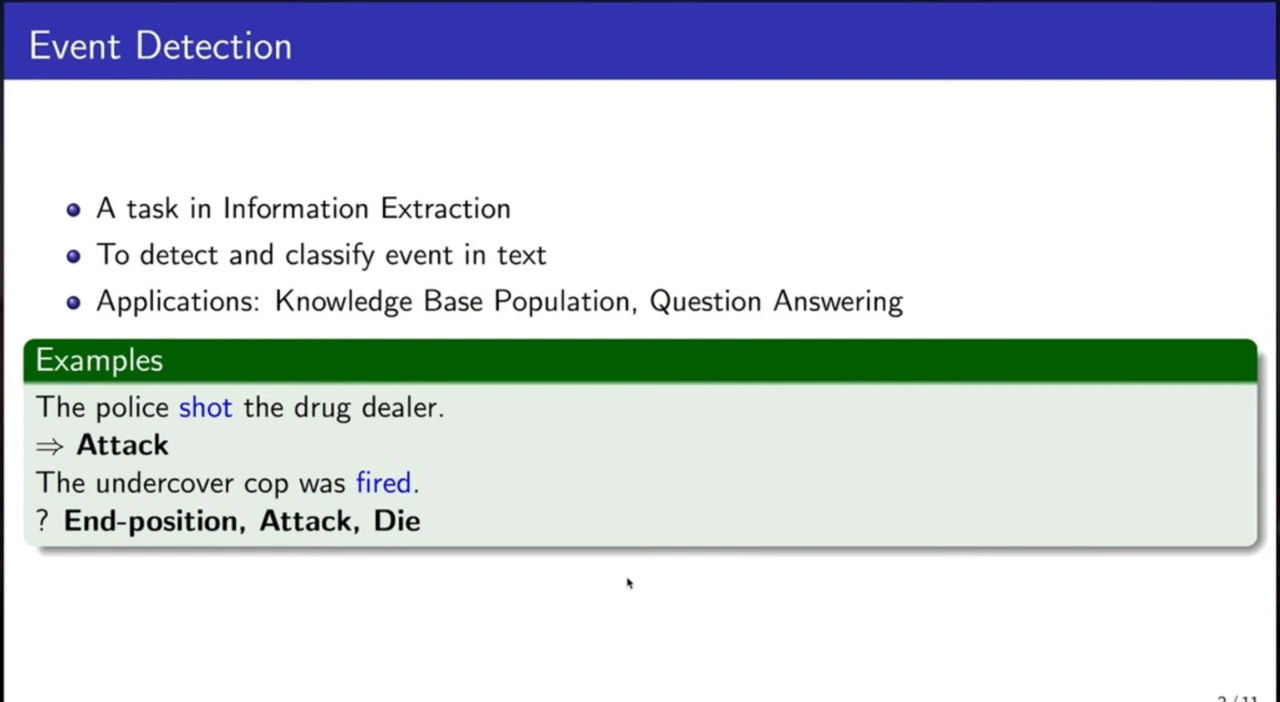 Event Detection
A task in Information Extraction
To detect and classify event in text
Applications: Knowledge Base Population, Question Answering
Examples
The police shot the drug dealer.
⇒ Attack
The undercover cop was fired.
? End-position, Attack, Die